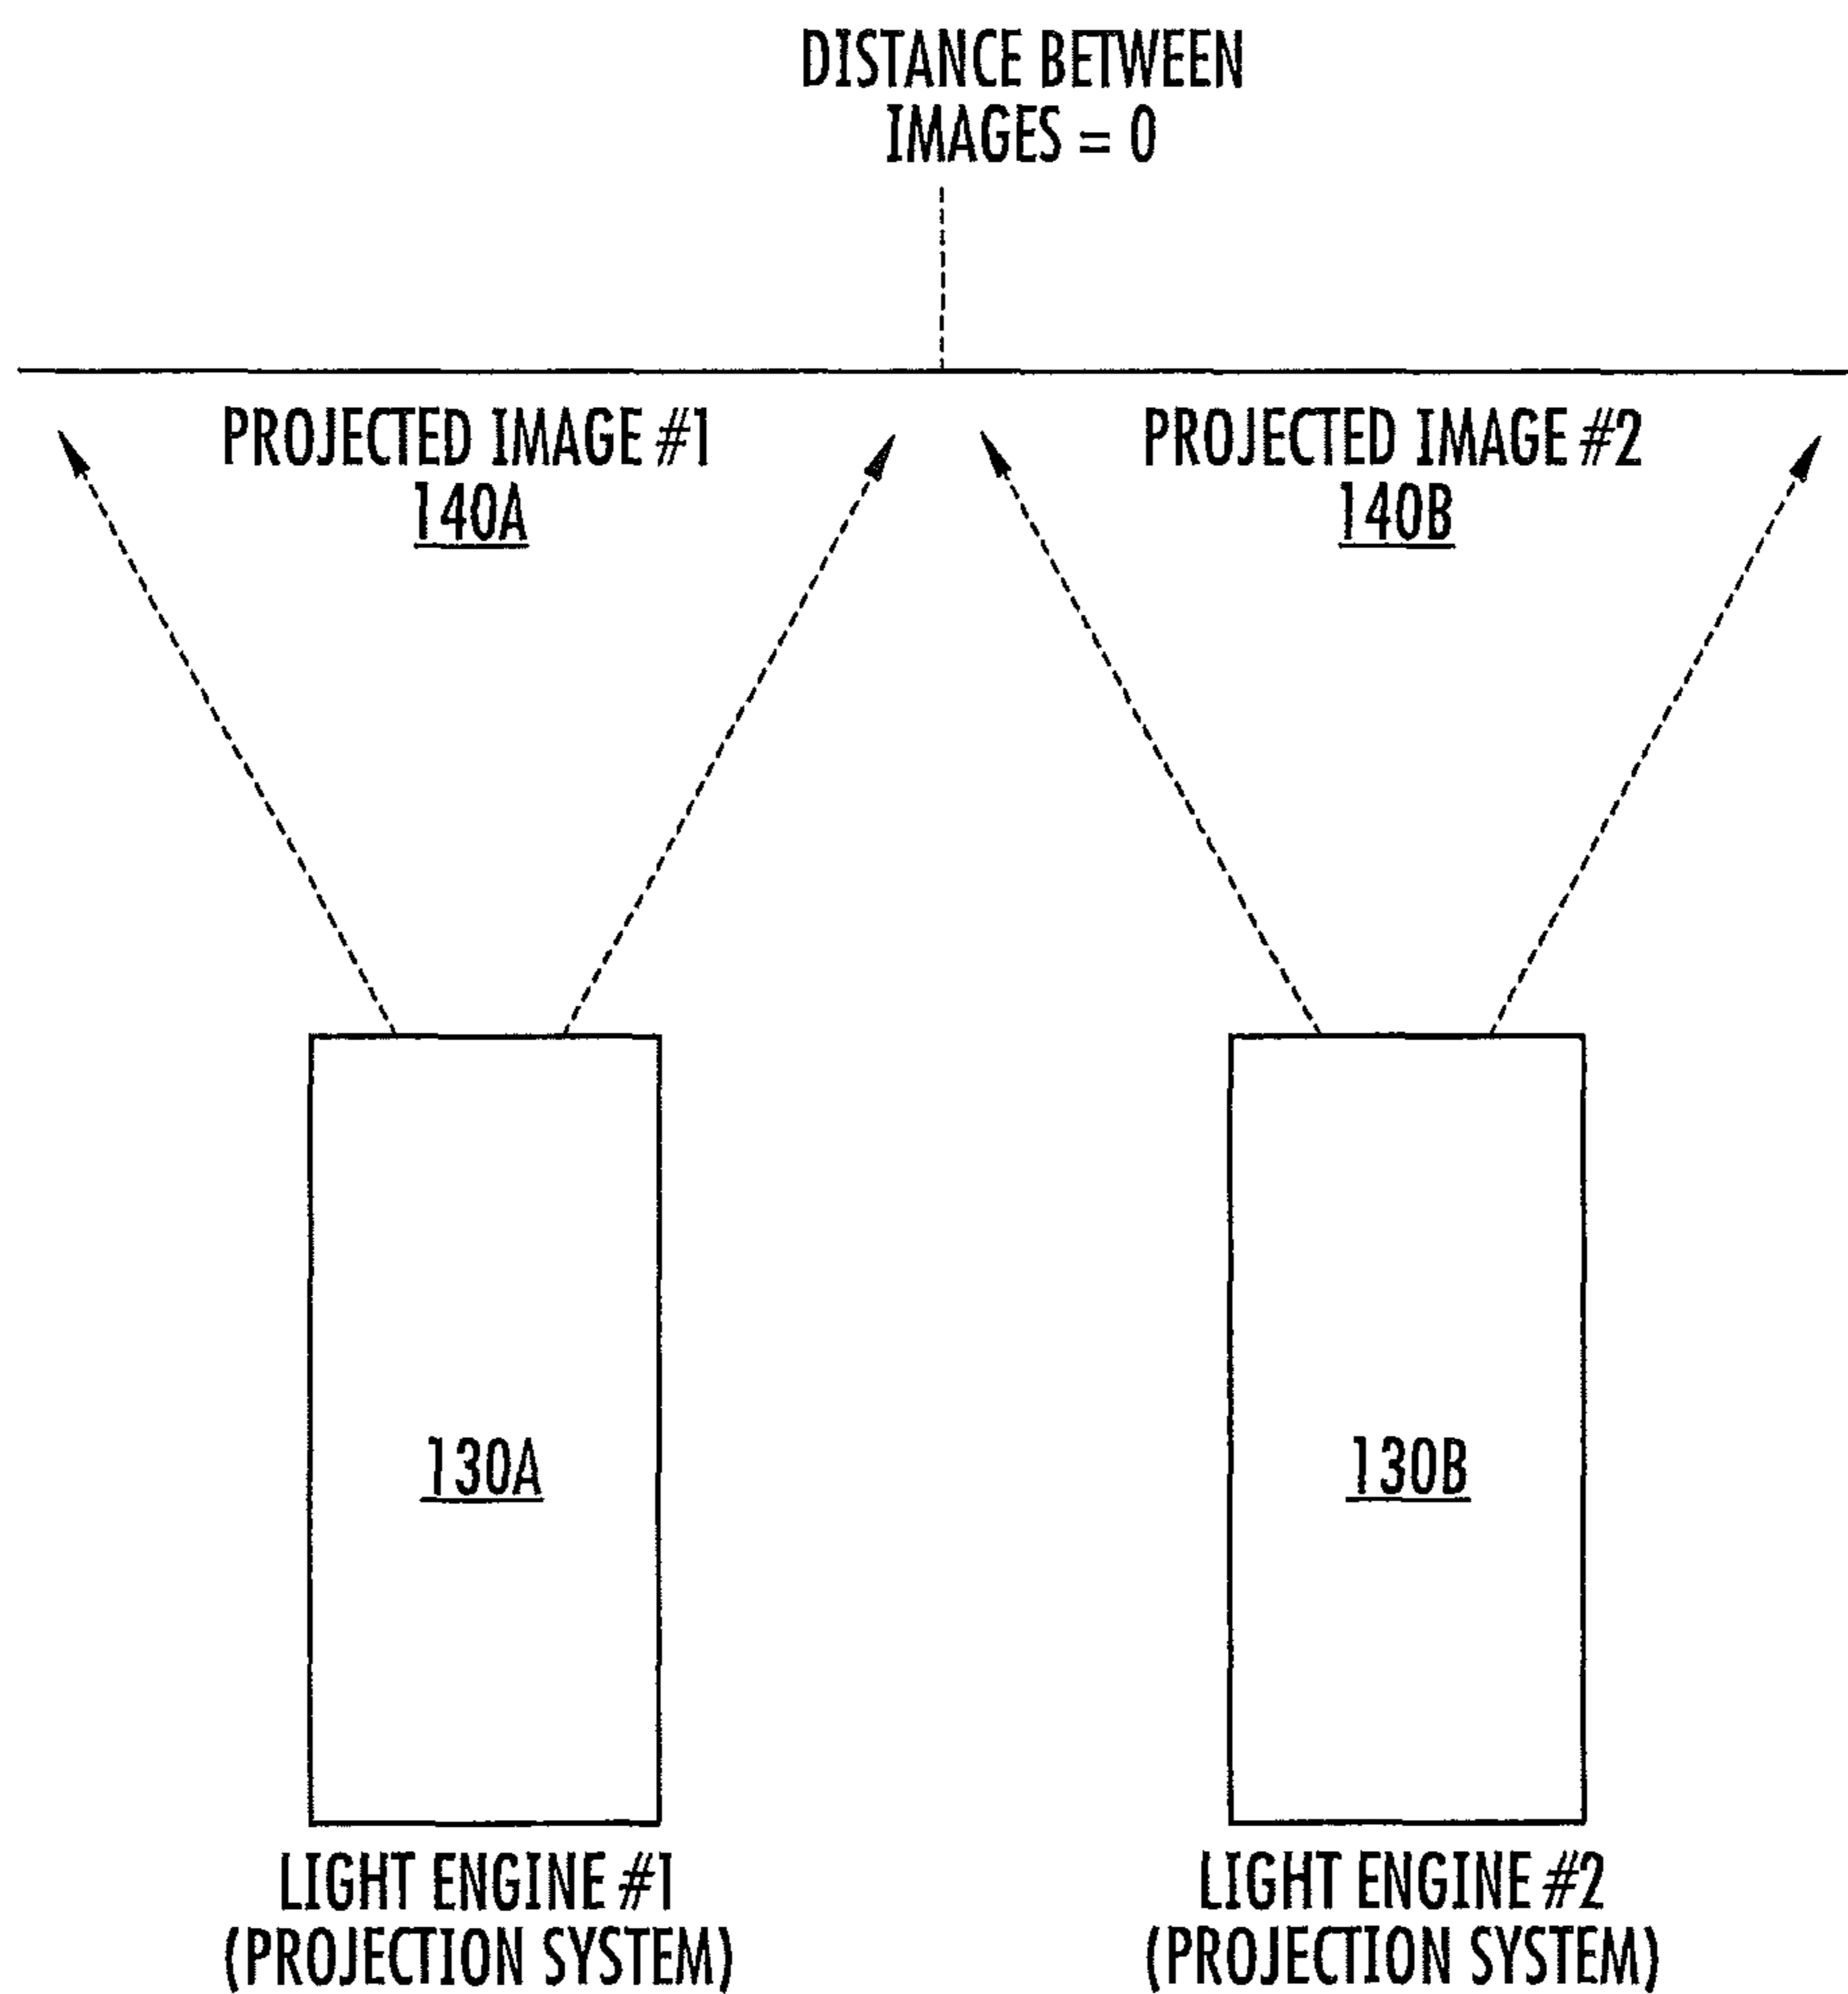 DISTANCE BETWEEN
IMAGES = 0
PROJECTED IMAGE #1
140A
PROJECTED IMAGE #2
140B
130A
130B
LIGHT ENGINE #1
(PROJECTION SYSTEM)
LIGHT ENGINE #2
(PROJECTION SYSTEM)